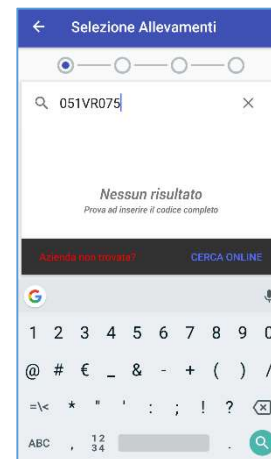 Selezione Allevamenti
051VR075
Nessun risultato
Prova ad inserire il codice completo
Azienda non trovata?
CERCA ONLINE
G
1 2 3 4 5 6 7 8 9 0
@ # € _ & - + ( ) /
=\< * " ' : ; ! ?
ABC , 12 34 .